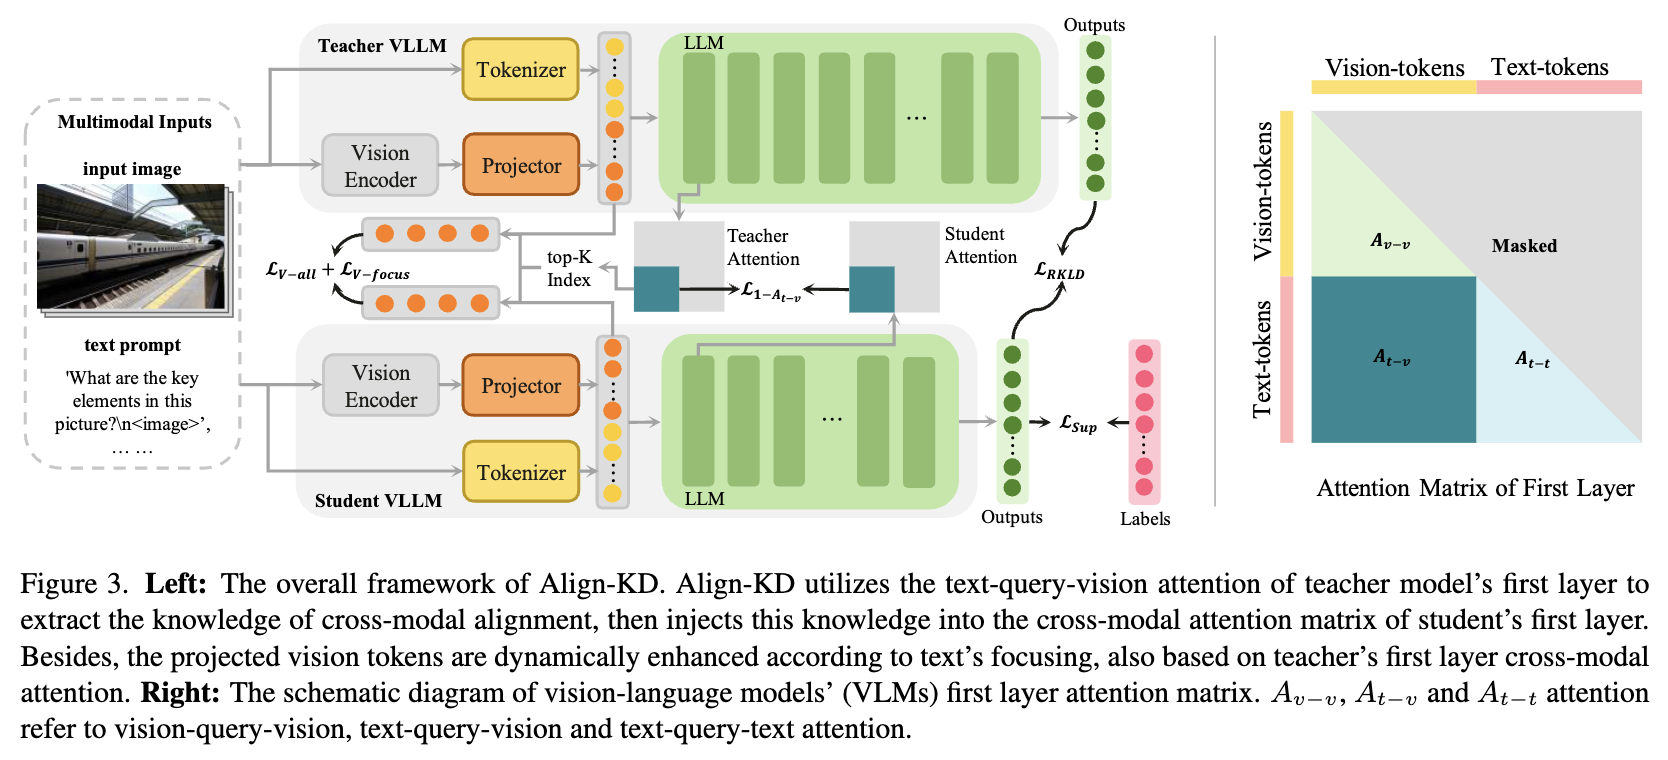 Teacher VLLM
Tokenizer
Vision
Encoder
Projector
LLM
...
Outputs
Multimodal Inputs
input image
text prompt
'What are the key
elements in this
picture?\n<image>’,
... ...
ℒ_{V−all} + ℒ_{V−focus}
top-K
Index
Teacher
Attention
ℒ_{1−A_{t−v}}
Student
Attention
ℒ_{RKLD}
Vision
Encoder
Projector
Tokenizer
Student VLLM
...
LLM
Outputs
ℒ_{Sup}
Labels
Vision-tokens Text-tokens
Vision-tokens
Text-tokens
A_{v−v}
Masked
A_{t−v}
A_{t−t}
Attention Matrix of First Layer
Figure 3. Left: The overall framework of Align-KD. Align-KD utilizes the text-query-vision attention of teacher model’s first layer to
extract the knowledge of cross-modal alignment, then injects this knowledge into the cross-modal attention matrix of student’s first layer.
Besides, the projected vision tokens are dynamically enhanced according to text’s focusing, also based on teacher’s first layer cross-modal
attention. Right: The schematic diagram of vision-language models’ (VLMs) first layer attention matrix. A_{v−v}, A_{t−v} and A_{t−t} attention
refer to vision-query-vision, text-query-vision and text-query-text attention.